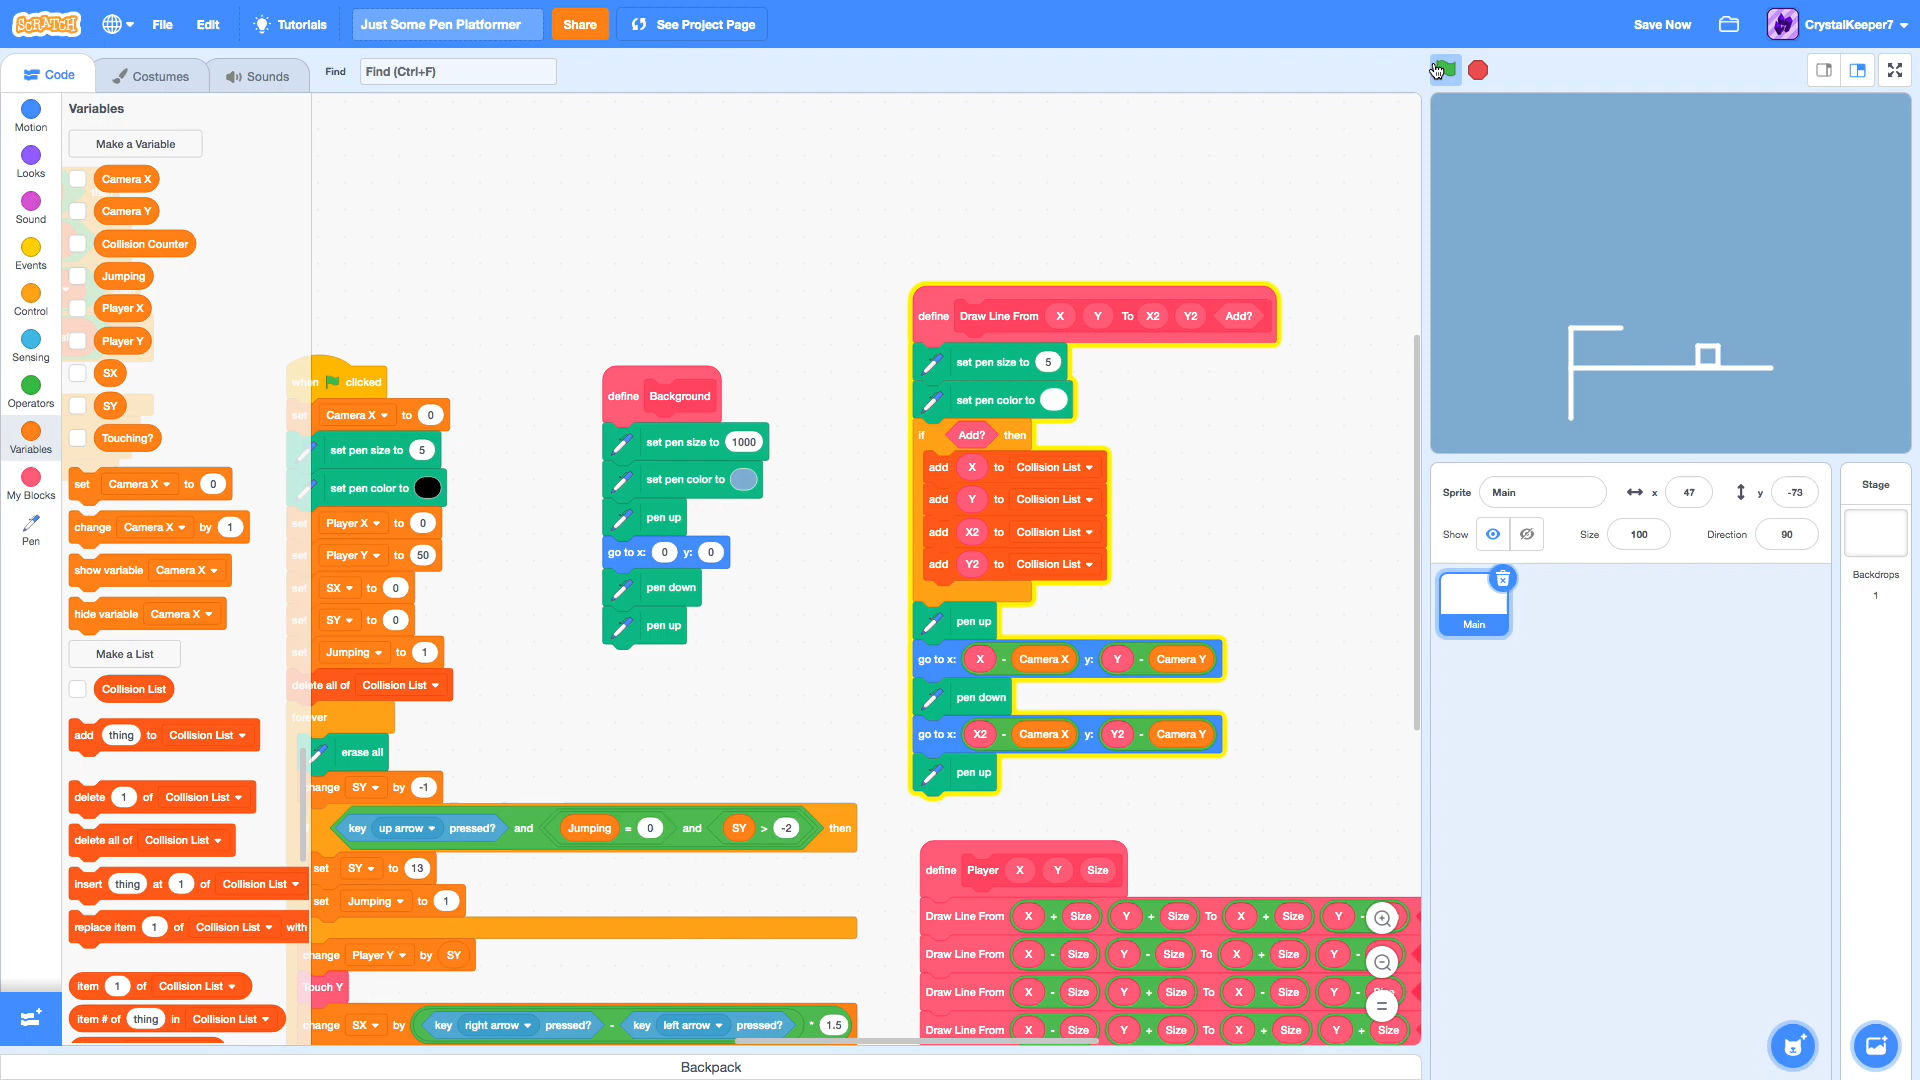 SCRATCH
File
Edit
Tutorials
Just Some Pen Platformer
Share
See Project Page
Save Now
CrystalKeeper7
Code
Costumes
Sounds
Find
Find (Ctrl+F)
Motion
Looks
Sound
Events
Control
Sensing
Operators
Variables
My Blocks
Pen
Variables
Make a Variable
Camera X
Camera Y
Collision Counter
Jumping
Player X
Player Y
SX
SY
Touching?
set Camera X to 0
change Camera X by 1
show variable Camera X
hide variable Camera X
Make a List
Collision List
add thing to Collision List
delete 1 of Collision List
delete all of Collision List
insert thing at 1 of Collision List
replace item 1 of Collision List with
item 1 of Collision List
item # of thing in Collision List
when clicked
set Camera X to 0
set pen size to 5
set pen color to
set Player X to 0
set Player Y to 50
set SX to 0
set SY to 0
set Jumping to 1
delete all of Collision List
forever
erase all
change SY by -1
key up arrow pressed? and Jumping = 0 and SY > -2 then
set SY to 13
set Jumping to 1
change Player Y by SY
Touch Y
change SX by key right arrow pressed? - key left arrow pressed? * 1.5
define Background
set pen size to 1000
set pen color to
pen up
go to x: 0 y: 0
pen down
pen up
define Draw Line From X Y To X2 Y2 Add?
set pen size to 5
set pen color to
if Add? then
add X to Collision List
add Y to Collision List
add X2 to Collision List
add Y2 to Collision List
pen up
go to x: X - Camera X y: Y - Camera Y
pen down
go to x: X2 - Camera X y: Y2 - Camera Y
pen up
define Player X Y Size
Draw Line From X + Size Y + Size To X + Size Y -
Draw Line From X - Size Y - Size To X + Size Y -
Draw Line From X - Size Y + Size To X - Size Y -
Draw Line From X - Size Y + Size To X + Size Y + Size
Backpack
Sprite Main x 47 y -73
Show Size 100 Direction 90
Main
Stage
Backdrops
1